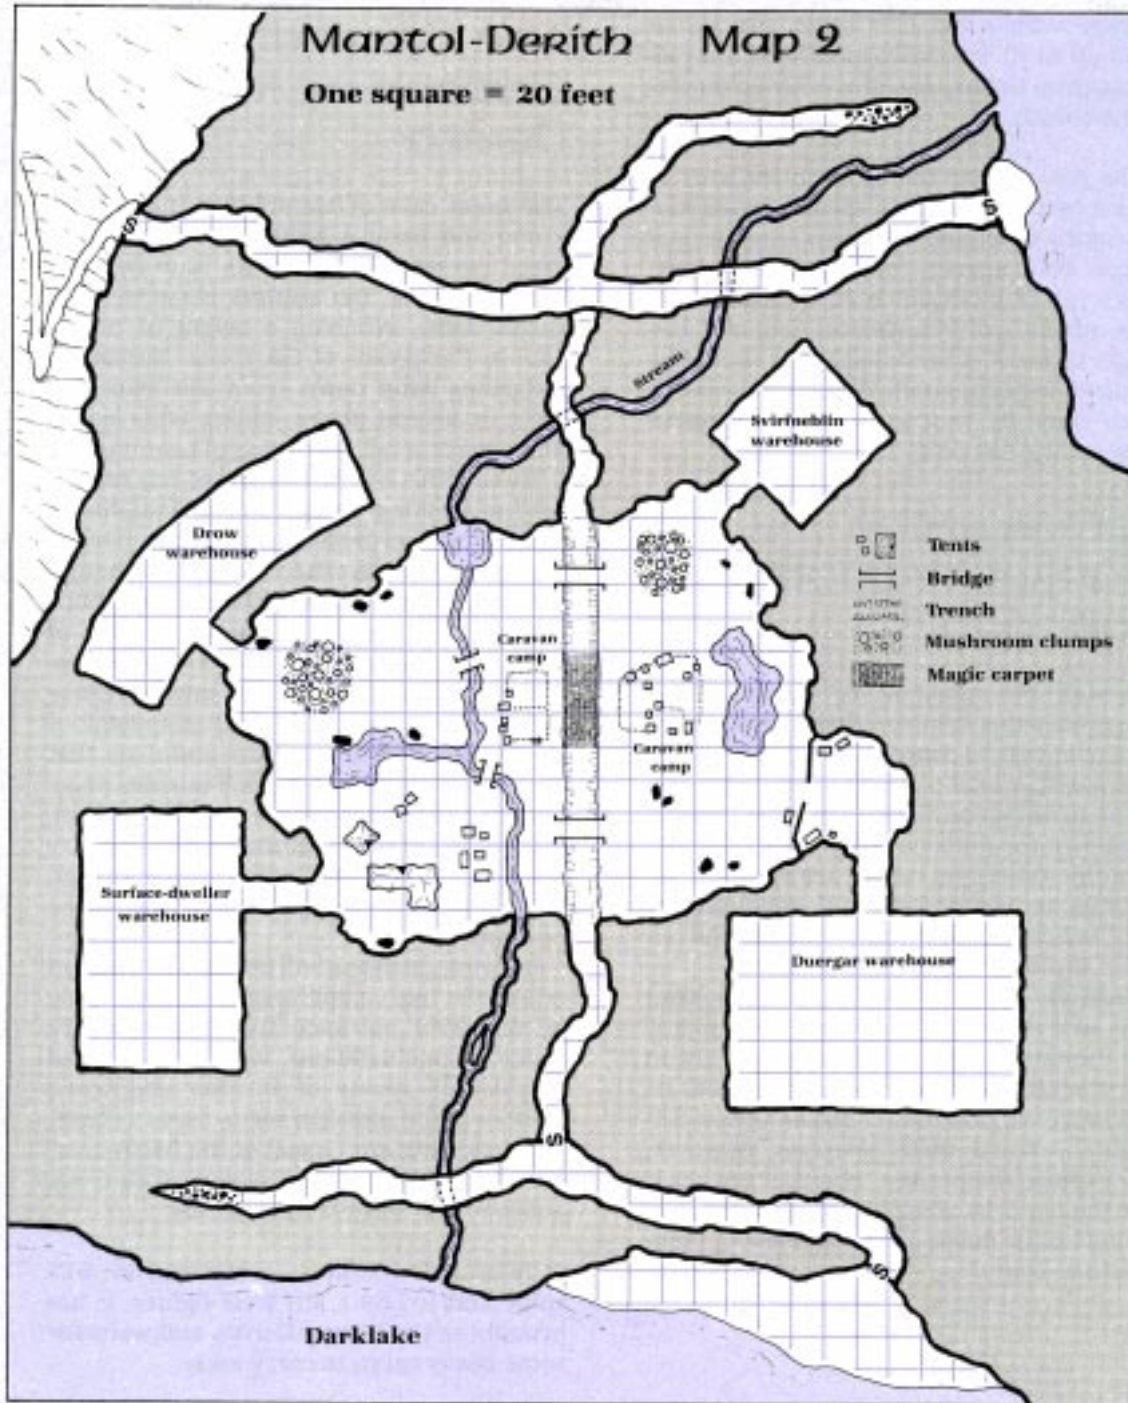 Mantol-Derith Map 2
One square = 20 feet
S
S
Stream
Svirfneblin
warehouse
Drow
warehouse
Tents
Bridge
Trench
Mushroom clumps
Magic carpet
Caravan
camp
Caravan
camp
Surface-dweller
warehouse
Duergar warehouse
S
S
Darklake